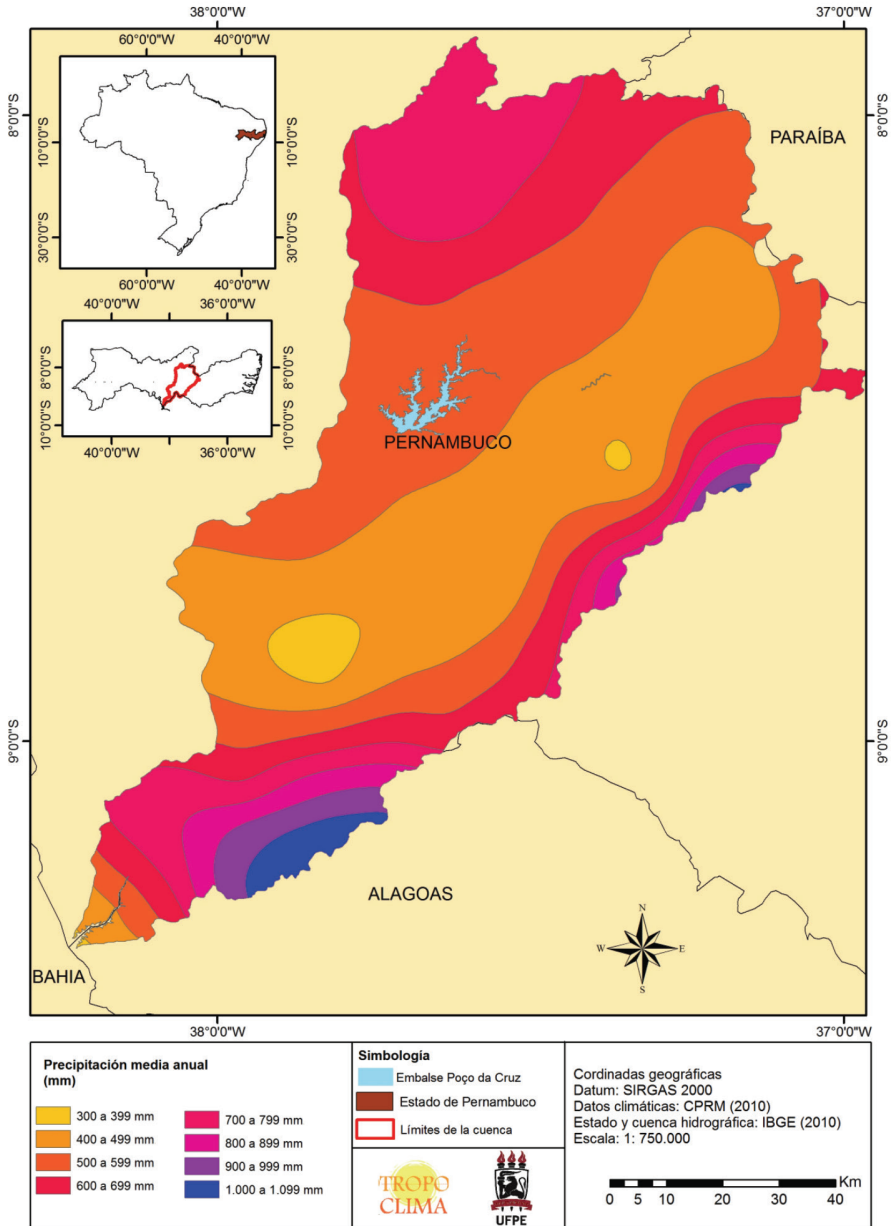 38°0'0"W 37°0'0"W
60°0'0"W 40°0'0"W
8°0'0"S 8°0'0"S
10°0'0"S 10°0'0"S
30°0'0"S 30°0'0"S
60°0'0"W 40°0'0"W
PARAÍBA
40°0'0"W 36°0'0"W
8°0'0"S 8°0'0"S
10°0'0"S 10°0'0"S
40°0'0"W 36°0'0"W
PERNAMBUCO
9°0'0"S 9°0'0"S
ALAGOAS
N
W E
S
BAHIA
38°0'0"W 37°0'0"W
Precipitación media anual
(mm)
300 a 399 mm
400 a 499 mm
500 a 599 mm
600 a 699 mm
700 a 799 mm
800 a 899 mm
900 a 999 mm
1.000 a 1.099 mm
Simbología
Embalse Poço da Cruz
Estado de Pernambuco
Límites de la cuenca
TROPO
CLIMA
UFPE
Cordinadas geográficas
Datum: SIRGAS 2000
Datos climáticas: CPRM (2010)
Estado y cuenca hidrográfica: IBGE (2010)
Escala: 1: 750.000
Km
0 5 10 20 30 40